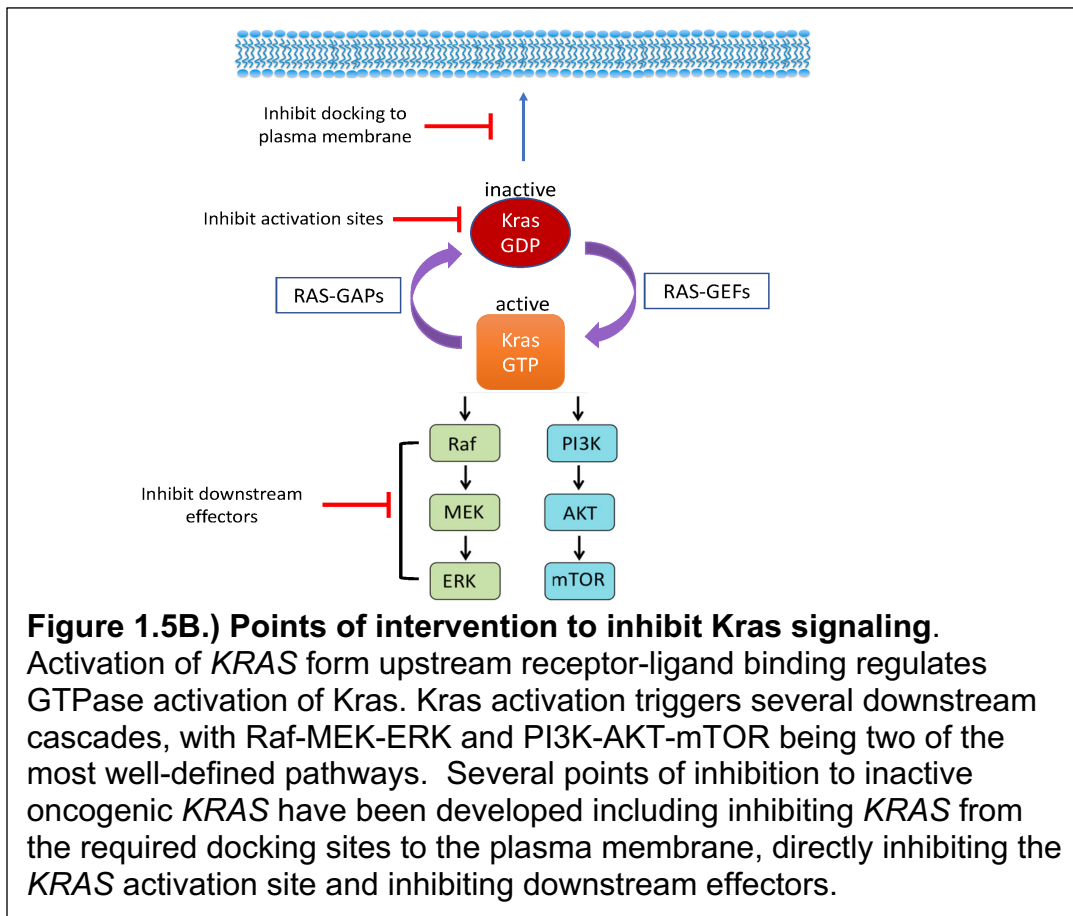 Inhibit docking to
plasma membrane
inactive
Inhibit activation sites
Kras
GDP
RAS-GAPs
RAS-GEFs
active
Kras
GTP
Raf
PI3K
Inhibit downstream
effectors
MEK
AKT
ERK
mTOR
Figure 1.5B.) Points of intervention to inhibit Kras signaling.
Activation of KRAS form upstream receptor-ligand binding regulates
GTPase activation of Kras. Kras activation triggers several downstream
cascades, with Raf-MEK-ERK and PI3K-AKT-mTOR being two of the
most well-defined pathways.  Several points of inhibition to inactive
oncogenic KRAS have been developed including inhibiting KRAS from
the required docking sites to the plasma membrane, directly inhibiting the
KRAS activation site and inhibiting downstream effectors.